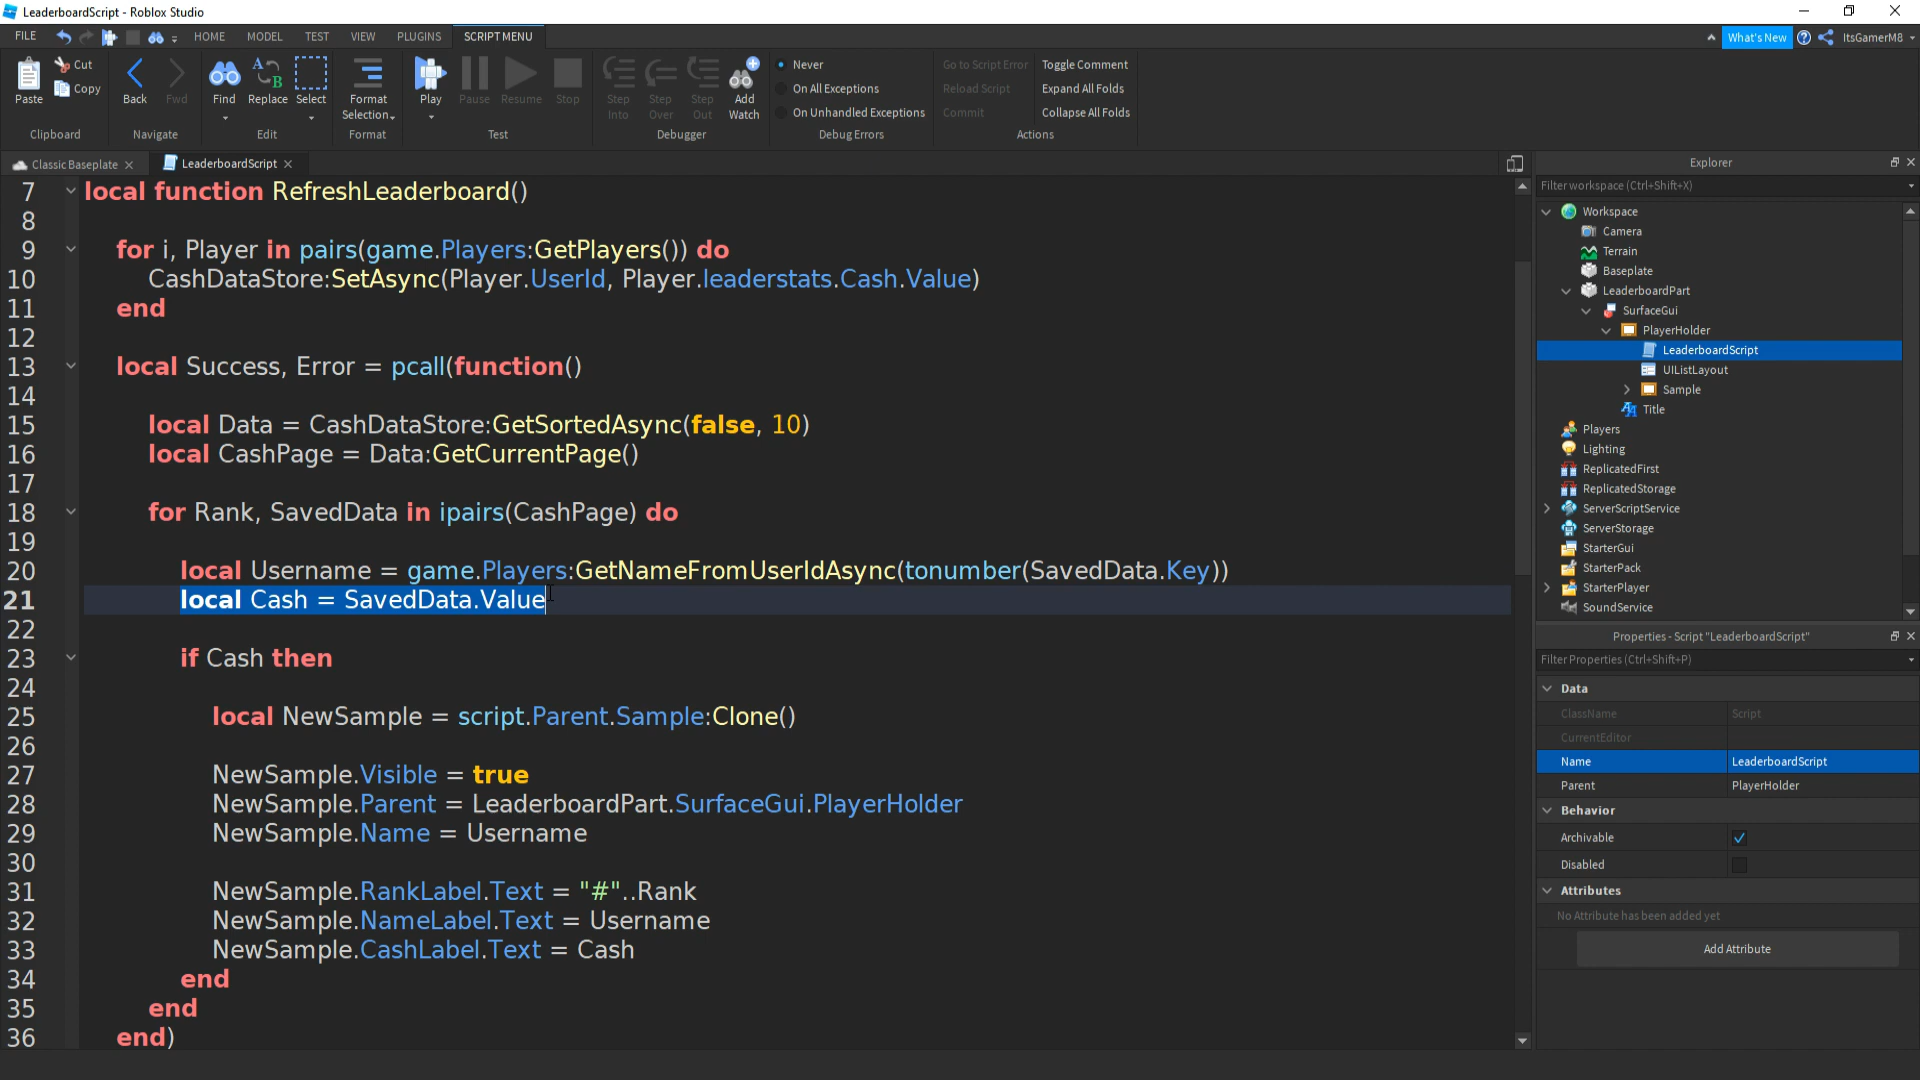 LeaderboardScript - Roblox Studio
FILE HOME MODEL TEST VIEW PLUGINS SCRIPT MENU What's New ItsGamerM8
Paste Cut Copy Clipboard
Back Fwd Navigate
Find Replace Select Edit
Format Selection Format
Play Pause Resume Stop Test
Step Into Step Over Step Out Add Watch Debugger
Never
On All Exceptions
On Unhandled Exceptions
Debug Errors
Go to Script Error Toggle Comment
Reload Script Expand All Folds
Commit Collapse All Folds
Actions
Classic Baseplate LeaderboardScript
7 local function RefreshLeaderboard()
8
9 for i, Player in pairs(game.Players:GetPlayers()) do
10 CashDataStore:SetAsync(Player.UserId, Player.leaderstats.Cash.Value)
11 end
12
13 local Success, Error = pcall(function()
14
15 local Data = CashDataStore:GetSortedAsync(false, 10)
16 local CashPage = Data:GetCurrentPage()
17
18 for Rank, SavedData in ipairs(CashPage) do
19
20 local Username = game.Players:GetNameFromUserIdAsync(tonumber(SavedData.Key))
21 local Cash = SavedData.Value
22
23 if Cash then
24
25 local NewSample = script.Parent.Sample:Clone()
26
27 NewSample.Visible = true
28 NewSample.Parent = LeaderboardPart.SurfaceGui.PlayerHolder
29 NewSample.Name = Username
30
31 NewSample.RankLabel.Text = "#"..Rank
32 NewSample.NameLabel.Text = Username
33 NewSample.CashLabel.Text = Cash
34 end
35 end
36 end)
Explorer
Filter workspace (Ctrl+Shift+X)
Workspace
Camera
Terrain
Baseplate
LeaderboardPart
SurfaceGui
PlayerHolder
LeaderboardScript
UIListLayout
Sample
Title
Players
Lighting
ReplicatedFirst
ReplicatedStorage
ServerScriptService
ServerStorage
StarterGui
StarterPack
StarterPlayer
SoundService
Properties - Script "LeaderboardScript"
Filter Properties (Ctrl+Shift+P)
Data
ClassName Script
CurrentEditor
Name LeaderboardScript
Parent PlayerHolder
Behavior
Archivable
Disabled
Attributes
No Attribute has been added yet
Add Attribute